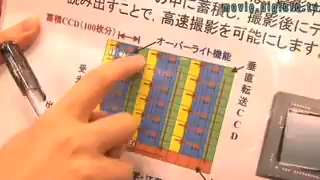 movie.diginfo.tv
の中に蓄積し、撮影後にデ
読み出すことで、高速撮影を可能にします
蓄積CCD(100枚分)
オーバーライト機能
垂直転送CCD
受光